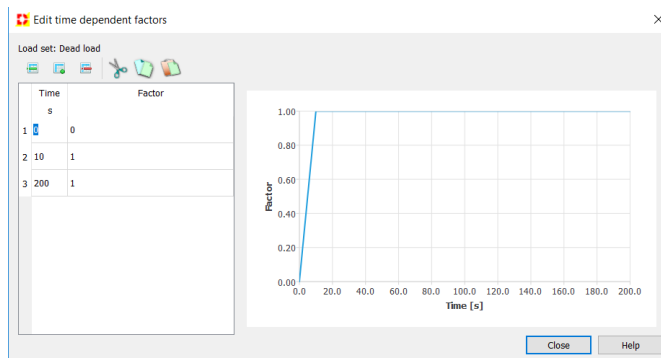 Edit time dependent factors
Load set: Dead load
Time Factor
s
1 0 0
2 10 1
3 200 1
1.00
0.80
0.60
0.40
0.20
0.00
Factor
0.0 20.0 40.0 60.0 80.0 100.0 120.0 140.0 160.0 180.0 200.0
Time [s]
Close Help